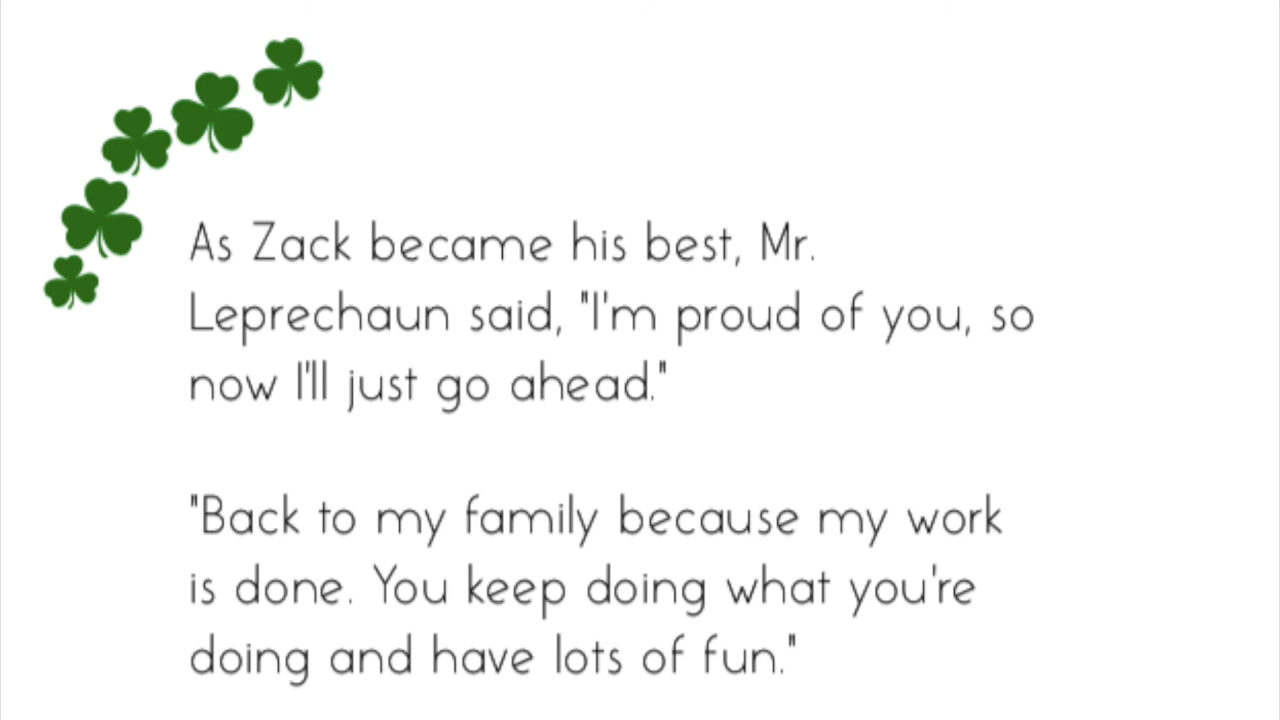 As Zack became his best, Mr.
Leprechaun said, "I'm proud of you, so
now I'll just go ahead."
"Back to my family because my work
is done. You keep doing what you're
doing and have lots of fun."